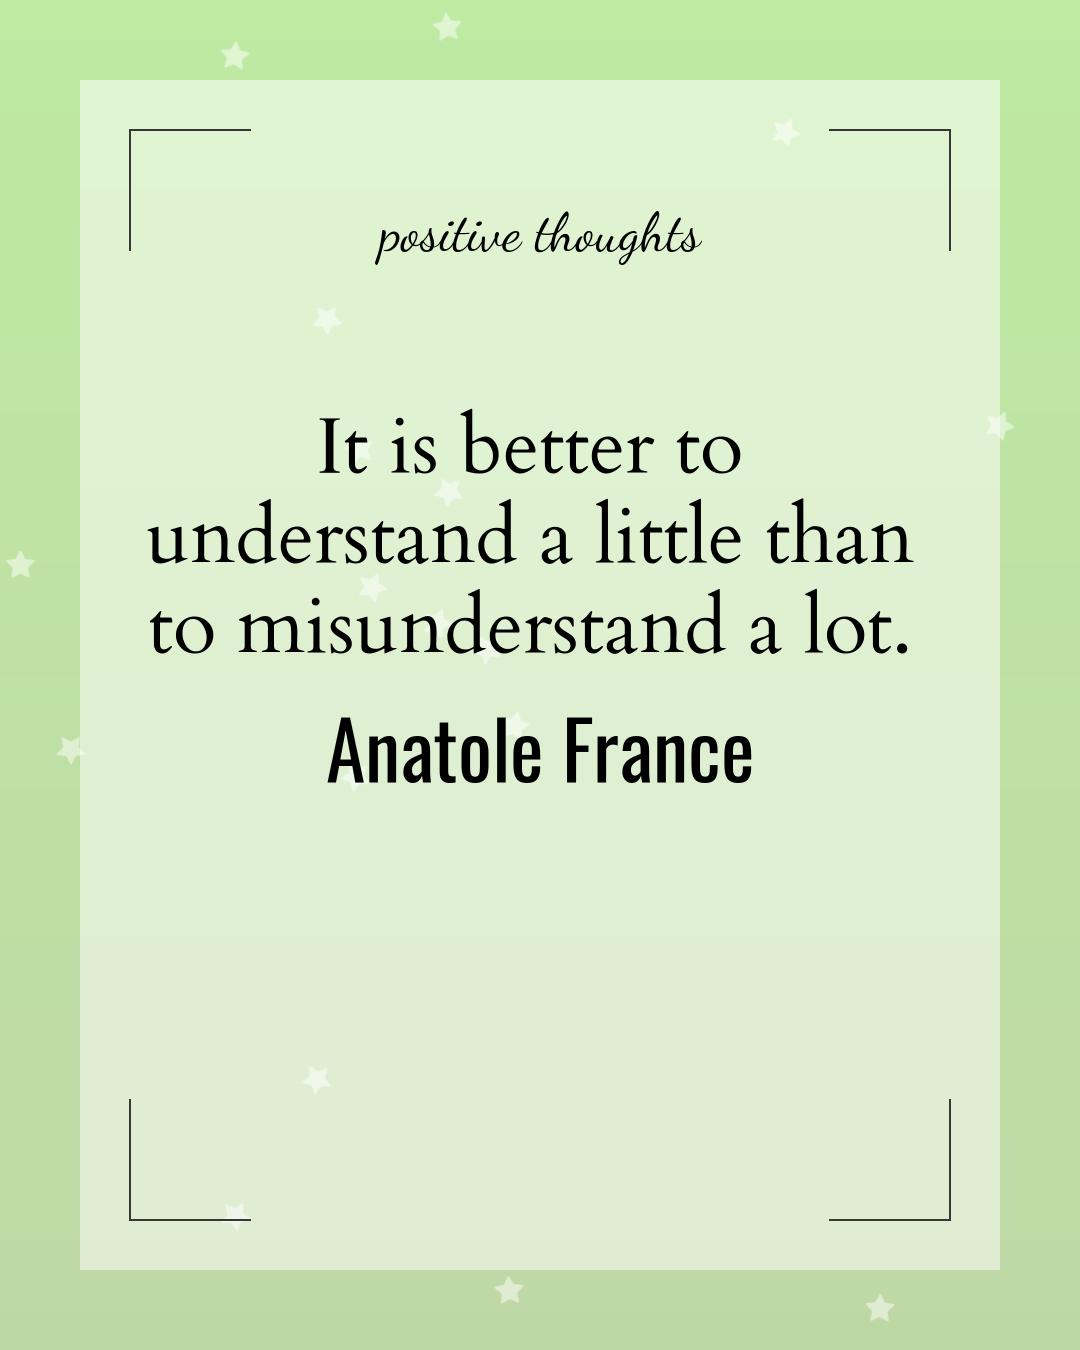 positive thoughts
It is better to
understand a little than
to misunderstand a lot.
Anatole France